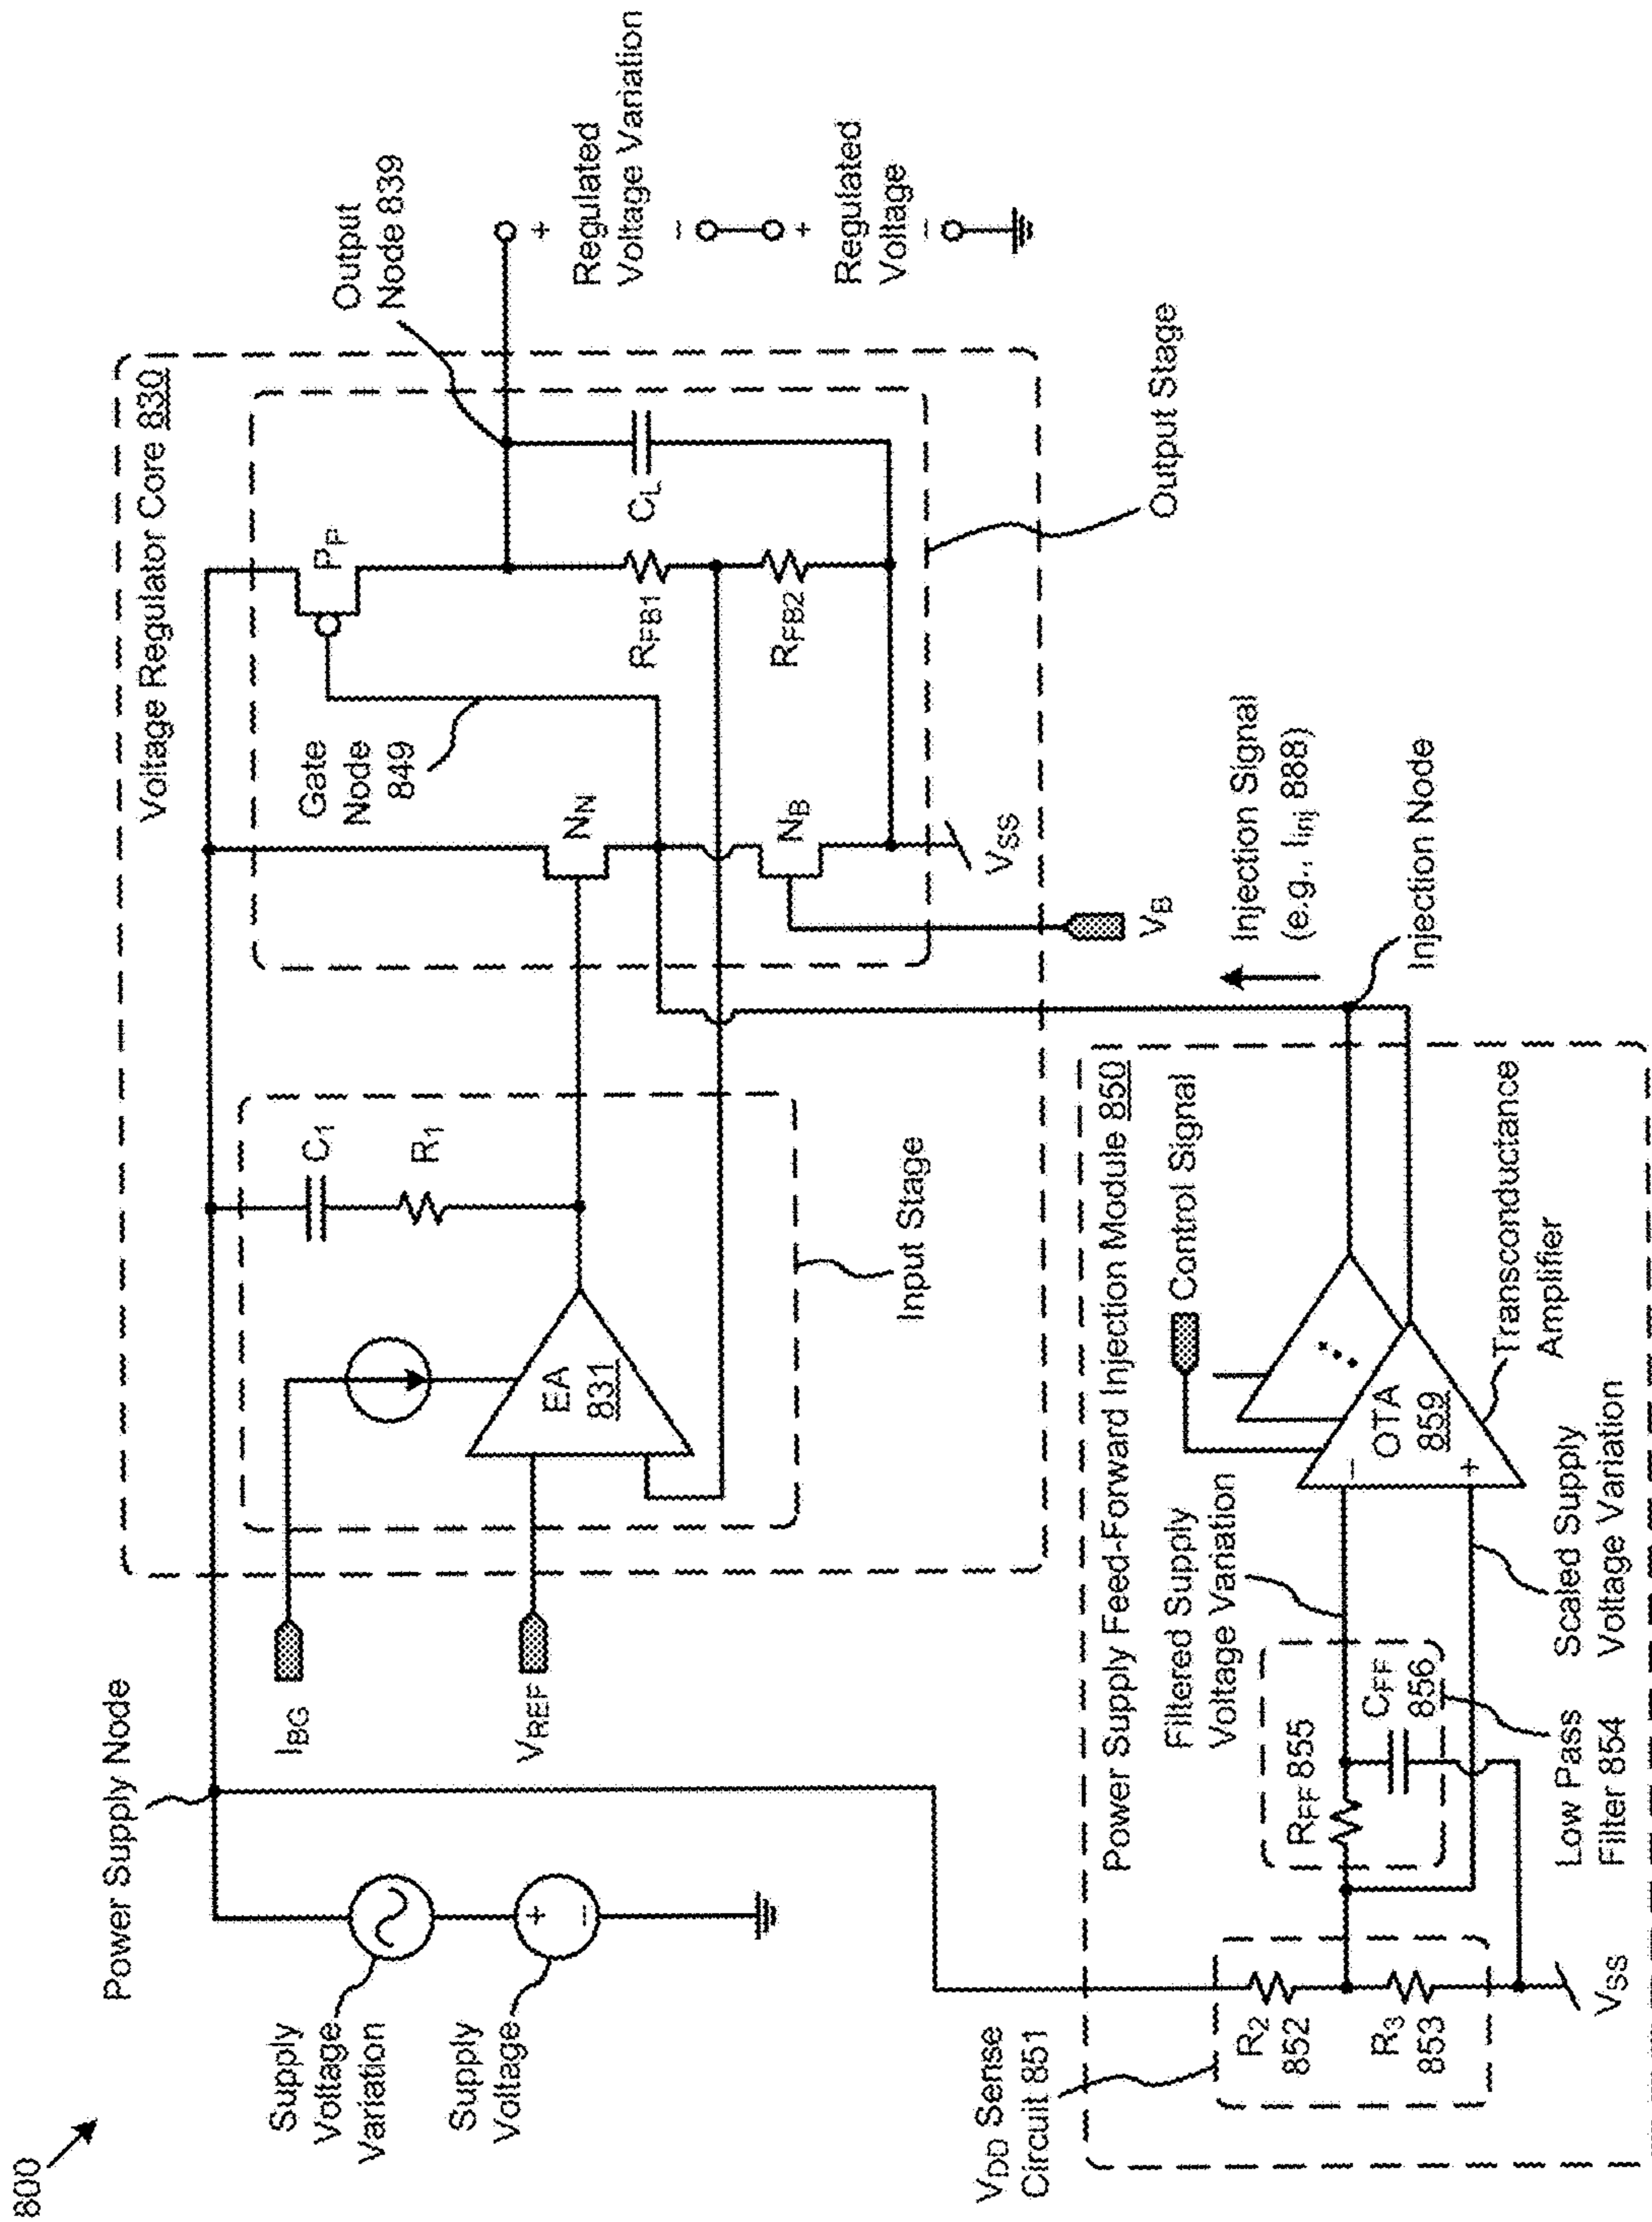 800
Power Supply Node
Supply
Voltage
Variation
Supply
Voltage
IBG
VREF
Voltage Regulator Core 830
C1
R1
EA
831
Input Stage
Gate
Node
849
NN
NB
VSS
VB
PP
RFB1
RFB2
CL
Output
Node 839
+
Regulated
Voltage Variation
−
+
Regulated
Voltage
−
Output Stage
Injection Signal
(e.g., Iinj 888)
Injection Node
+
−
VDD Sense
Circuit 851
R2
852
R3
853
VSS
Power Supply Feed-Forward Injection Module 850
Filtered Supply
Voltage Variation
RFF 855
CFF
856
Low Pass
Filter 854
Scaled Supply
Voltage Variation
Control Signal
−
+
OTA
859
Transconductance
Amplifier